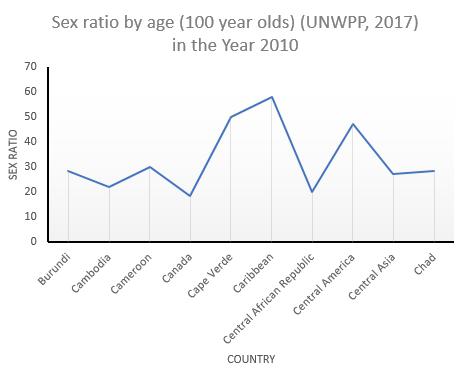 Sex ratio by age (100 year olds) (UNWPP, 2017)
in the Year 2010
70
60
50
40
30
20
10
0
SEX RATIO
Burundi
Cambodia
Cameroon
Canada
Cape Verde
Caribbean
Central African Republic
Central America
Central Asia
Chad
COUNTRY